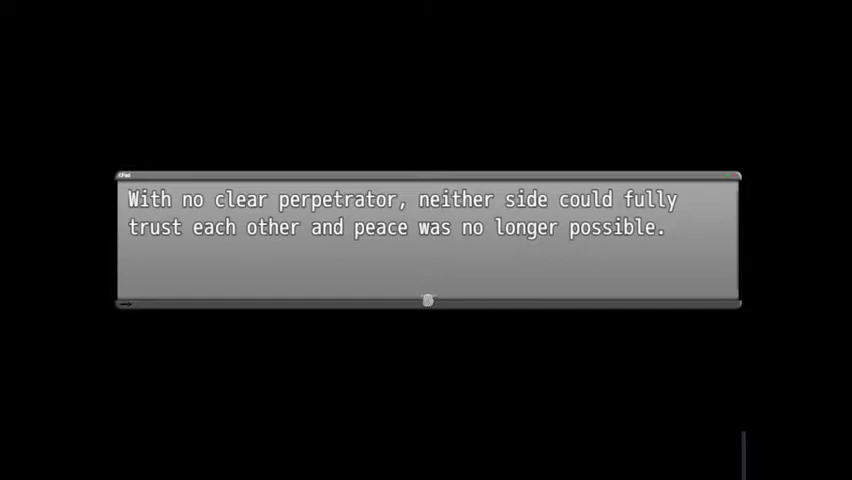 With no clear perpetrator, neither side could fully
trust each other and peace was no longer possible.